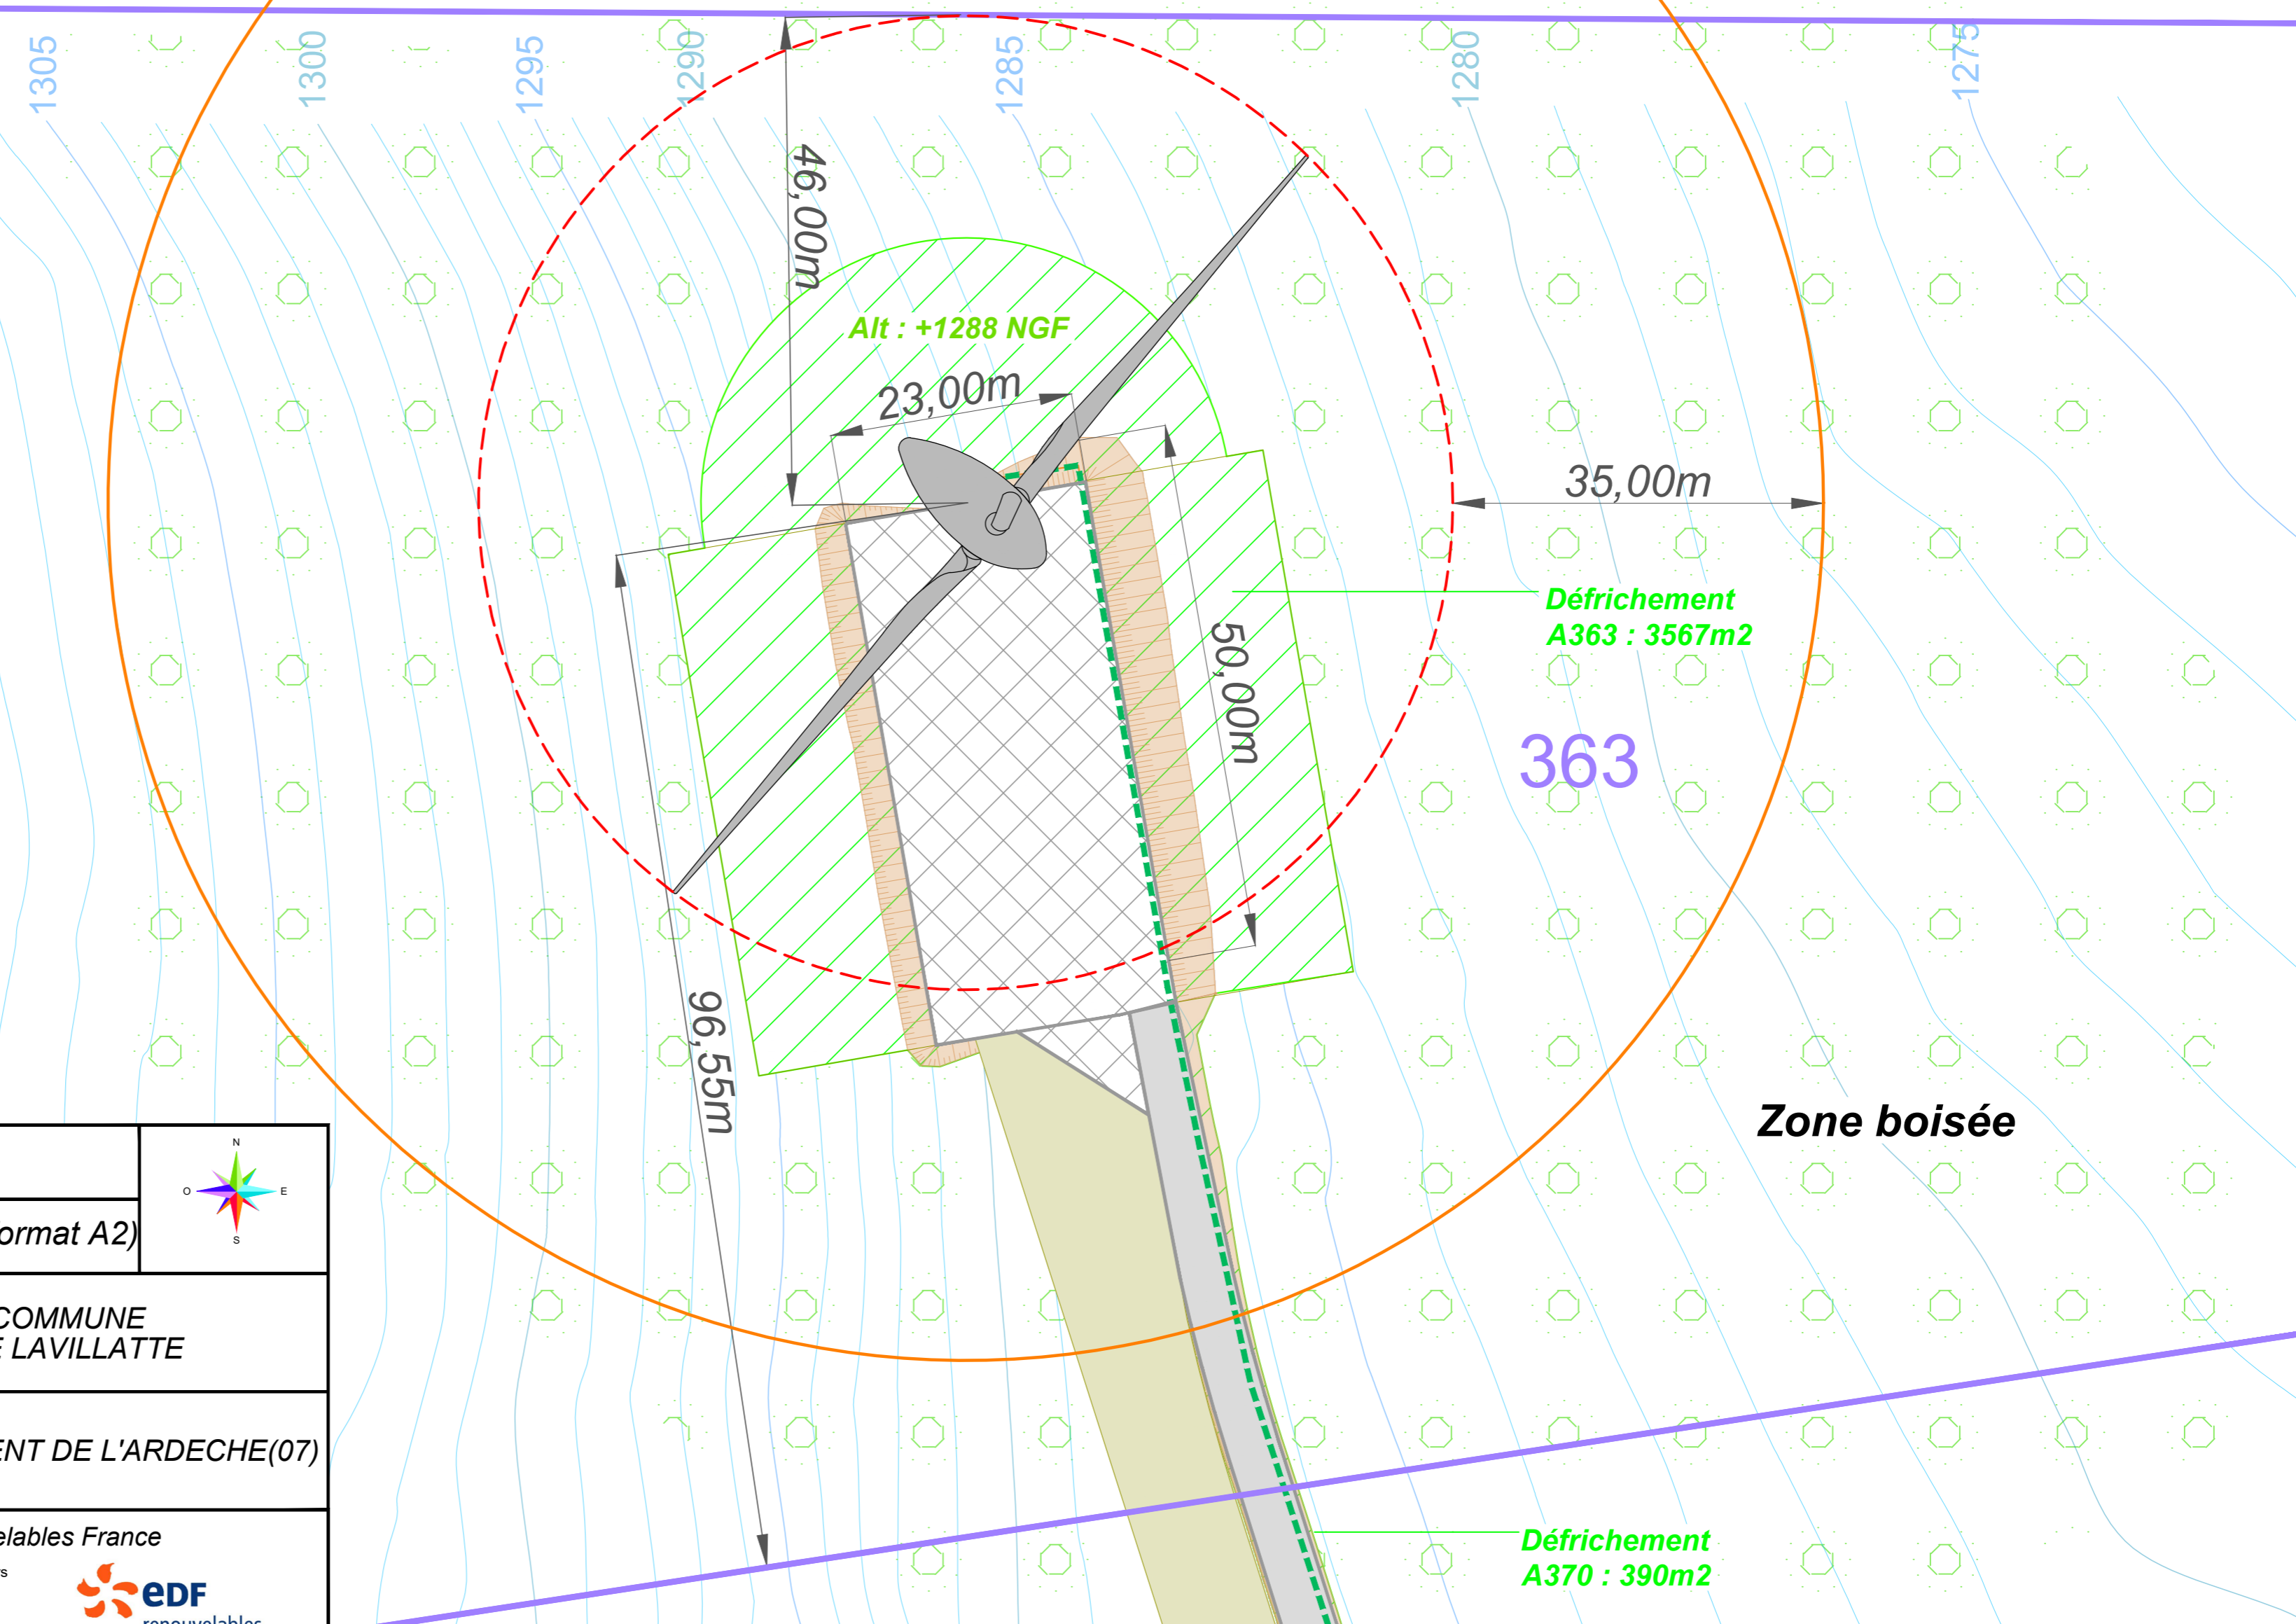 1305
1300
1295
1290
1285
1280
1275
46,00m
Alt : +1288 NGF
23,00m
35,00m
Défrichement
A363 : 3567m2
50,00m
363
96,55m
Zone boisée
N
O
E
S
ormat A2)
COMMUNE
E LAVILLATTE
ENT DE L'ARDECHE(07)
elables France
rs
eDF
renouvelables
Défrichement
A370 : 390m2